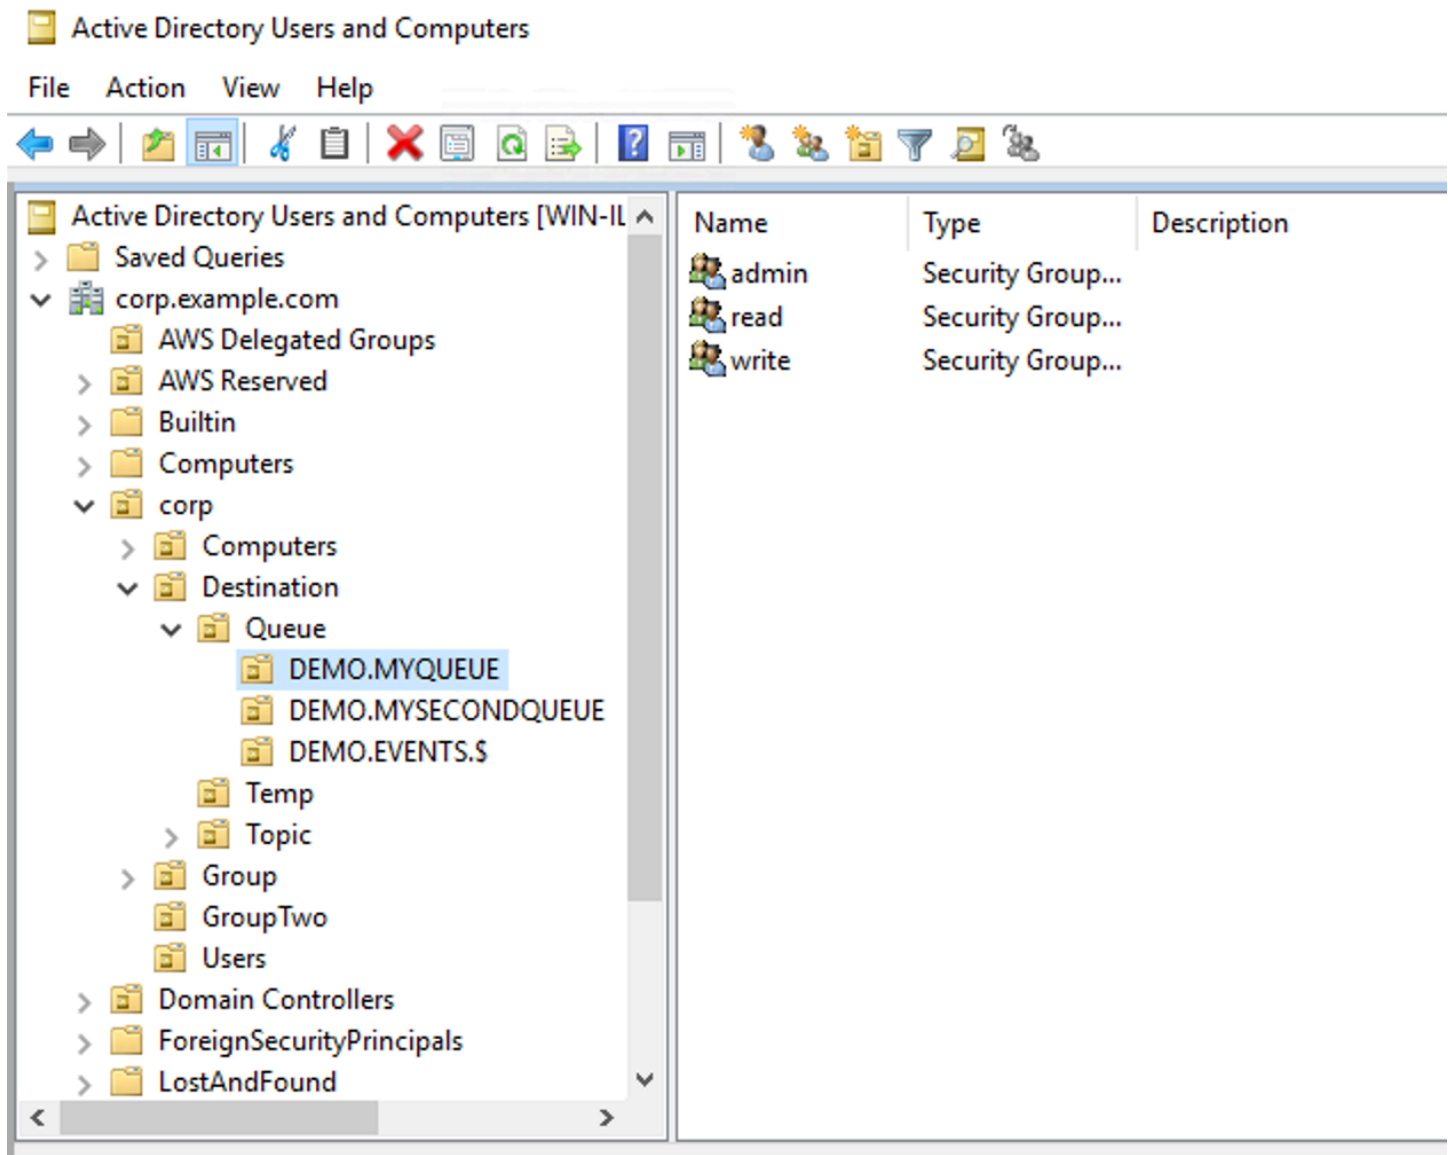 Active Directory Users and Computers
File Action View Help
Active Directory Users and Computers [WIN-IL
Saved Queries
corp.example.com
AWS Delegated Groups
AWS Reserved
Builtin
Computers
corp
Computers
Destination
Queue
DEMO.MYQUEUE
DEMO.MYSECONDQUEUE
DEMO.EVENTS.$
Temp
Topic
Group
GroupTwo
Users
Domain Controllers
ForeignSecurityPrincipals
LostAndFound
Name Type Description
admin Security Group...
read Security Group...
write Security Group...